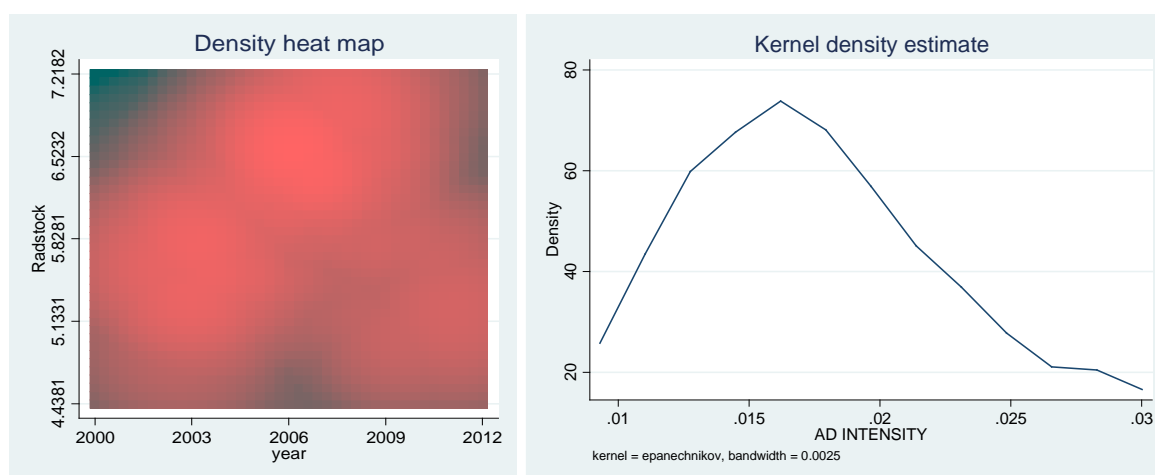 Density heat map
Radstock
7.2182
6.5232
5.8281
5.1331
4.4381
2000 2003 2006 2009 2012
year
Kernel density estimate
Density
80
60
40
20
.01 .015 .02 .025 .03
AD INTENSITY
kernel = epanechnikov, bandwidth = 0.0025